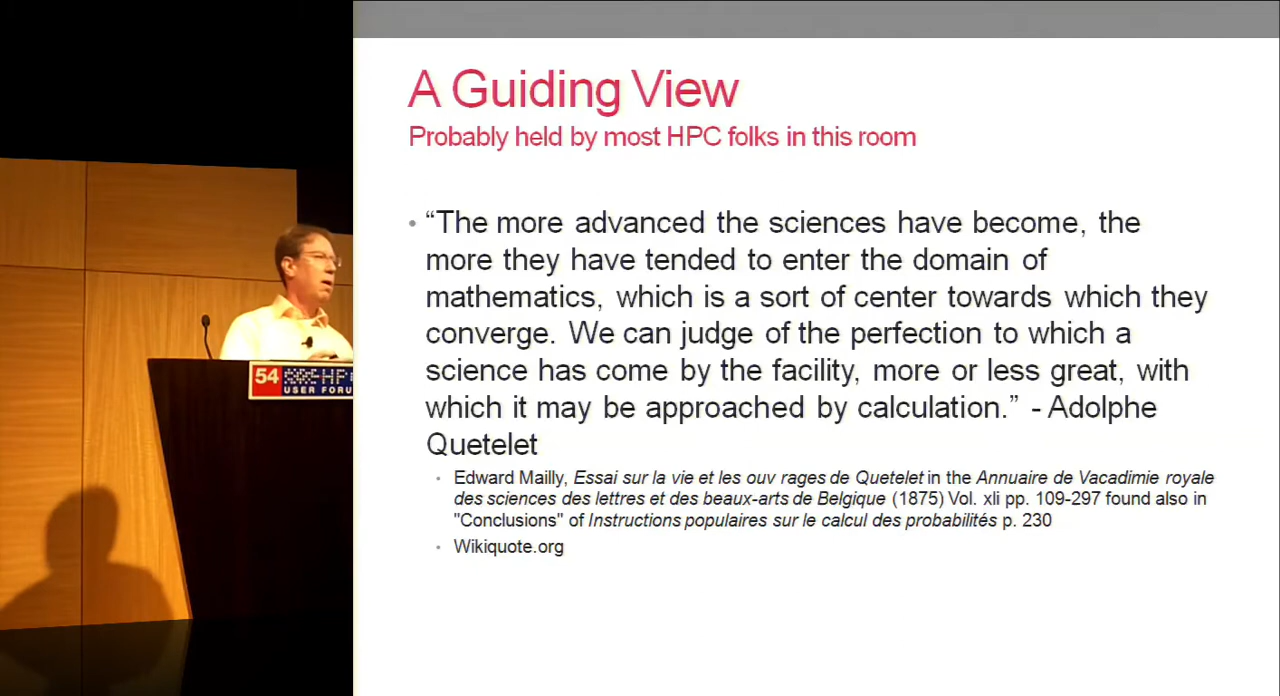 A Guiding View
Probably held by most HPC folks in this room
• “The more advanced the sciences have become, the
more they have tended to enter the domain of
mathematics, which is a sort of center towards which they
converge. We can judge of the perfection to which a
science has come by the facility, more or less great, with
which it may be approached by calculation.” - Adolphe
Quetelet
• Edward Mailly, Essai sur la vie et les ouv rages de Quetelet in the Annuaire de Vacadimie royale
des sciences des lettres et des beaux-arts de Belgique (1875) Vol. xli pp. 109-297 found also in
"Conclusions" of Instructions populaires sur le calcul des probabilités p. 230
• Wikiquote.org
54
USER FORU